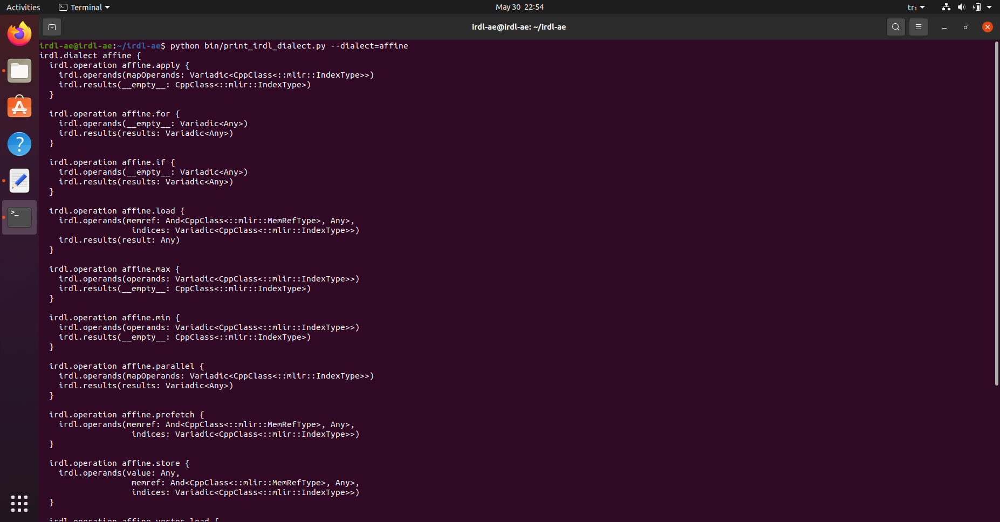 Activities Terminal May 30 22:54 tr₁
irdl-ae@irdl-ae: ~/irdl-ae
irdl-ae@irdl-ae:~/irdl-ae$ python bin/print_irdl_dialect.py --dialect=affine
irdl.dialect affine {
  irdl.operation affine.apply {
    irdl.operands(mapOperands: Variadic<CppClass<::mlir::IndexType>>)
    irdl.results(__empty__: CppClass<::mlir::IndexType>)
  }

  irdl.operation affine.for {
    irdl.operands(__empty__: Variadic<Any>)
    irdl.results(results: Variadic<Any>)
  }

  irdl.operation affine.if {
    irdl.operands(__empty__: Variadic<Any>)
    irdl.results(results: Variadic<Any>)
  }

  irdl.operation affine.load {
    irdl.operands(memref: And<CppClass<::mlir::MemRefType>, Any>,
                   indices: Variadic<CppClass<::mlir::IndexType>>)
    irdl.results(result: Any)
  }

  irdl.operation affine.max {
    irdl.operands(operands: Variadic<CppClass<::mlir::IndexType>>)
    irdl.results(__empty__: CppClass<::mlir::IndexType>)
  }

  irdl.operation affine.min {
    irdl.operands(operands: Variadic<CppClass<::mlir::IndexType>>)
    irdl.results(__empty__: CppClass<::mlir::IndexType>)
  }

  irdl.operation affine.parallel {
    irdl.operands(mapOperands: Variadic<CppClass<::mlir::IndexType>>)
    irdl.results(results: Variadic<Any>)
  }

  irdl.operation affine.prefetch {
    irdl.operands(memref: And<CppClass<::mlir::MemRefType>, Any>,
                   indices: Variadic<CppClass<::mlir::IndexType>>)
  }

  irdl.operation affine.store {
    irdl.operands(value: Any,
                   memref: And<CppClass<::mlir::MemRefType>, Any>,
                   indices: Variadic<CppClass<::mlir::IndexType>>)
  }

  irdl.operation affine.vector_load {